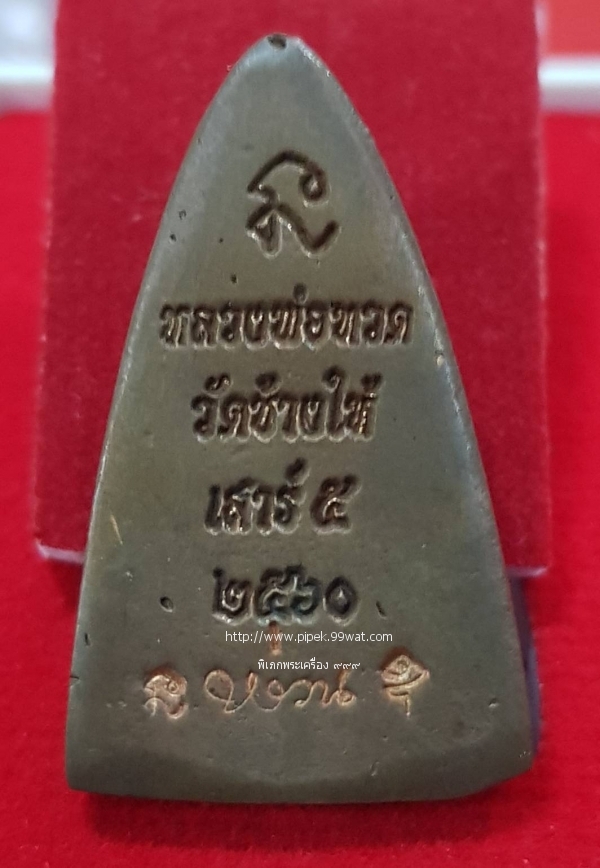 หลวงพ่อทวด
วัดช้างให้
เสาร์ ๕
๒๕๖๐
http://www.pipek.99wat.com
พิเภกพระเครื่อง ๙๙๙